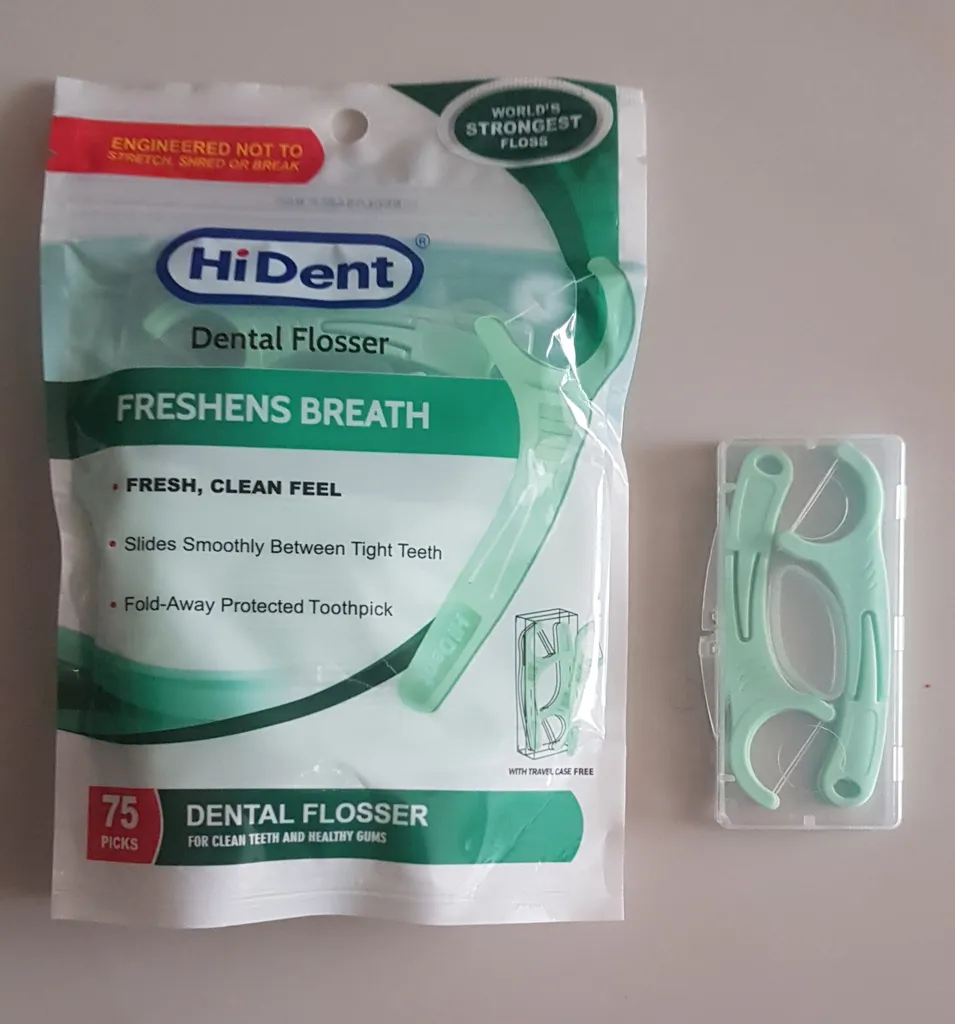 WORLD'S
STRONGEST
FLOSS
ENGINEERED NOT TO
STRETCH, SHRED OR BREAK
HiDent®
Dental Flosser
FRESHENS BREATH
• FRESH, CLEAN FEEL
• Slides Smoothly Between Tight Teeth
• Fold-Away Protected Toothpick
WITH TRAVEL CASE FREE
75
PICKS
DENTAL FLOSSER
FOR CLEAN TEETH AND HEALTHY GUMS